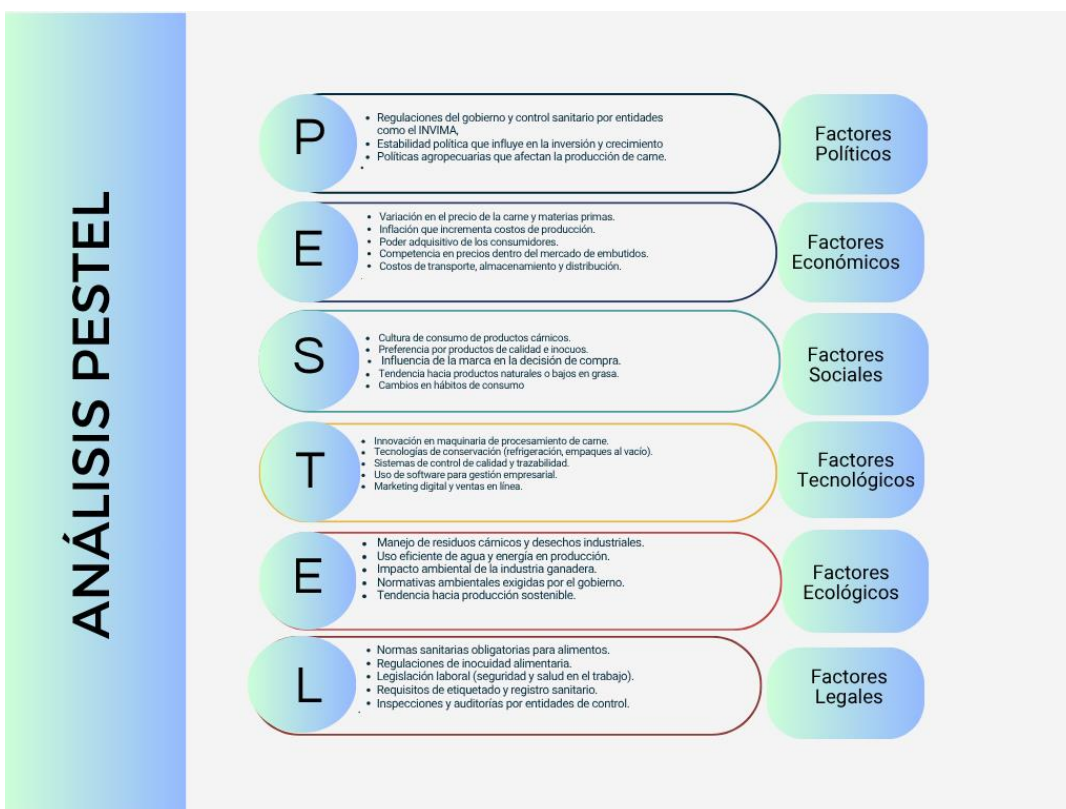 ANÁLISIS PESTEL
P
• Regulaciones del gobierno y control sanitario por entidades
como el INVIMA,
• Estabilidad política que influye en la inversión y crecimiento
• Políticas agropecuarias que afectan la producción de carne.
•
Factores
Políticos
E
• Variación en el precio de la carne y materias primas.
• Inflación que incrementa costos de producción.
• Poder adquisitivo de los consumidores.
• Competencia en precios dentro del mercado de embutidos.
• Costos de transporte, almacenamiento y distribución.
.
Factores
Económicos
S
• Cultura de consumo de productos cárnicos.
• Preferencia por productos de calidad e inocuos.
• Influencia de la marca en la decisión de compra.
• Tendencia hacia productos naturales o bajos en grasa.
• Cambios en hábitos de consumo
Factores
Sociales
T
• Innovación en maquinaria de procesamiento de carne.
• Tecnologías de conservación (refrigeración, empaques al vacío).
• Sistemas de control de calidad y trazabilidad.
• Uso de software para gestión empresarial.
• Marketing digital y ventas en línea.
Factores
Tecnológicos
E
• Manejo de residuos cárnicos y desechos industriales.
• Uso eficiente de agua y energía en producción.
• Impacto ambiental de la industria ganadera.
• Normativas ambientales exigidas por el gobierno.
• Tendencia hacia producción sostenible.
Factores
Ecológicos
L
• Normas sanitarias obligatorias para alimentos.
• Regulaciones de inocuidad alimentaria.
• Legislación laboral (seguridad y salud en el trabajo).
• Requisitos de etiquetado y registro sanitario.
• Inspecciones y auditorías por entidades de control.
.
Factores
Legales